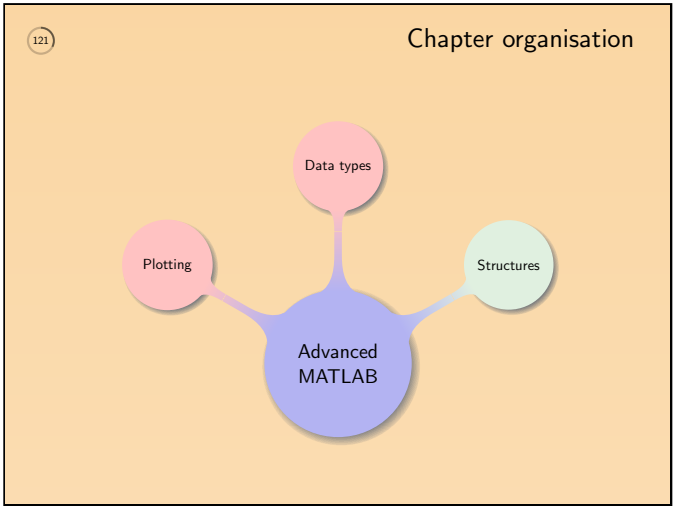 121
Chapter organisation
Data types
Plotting
Structures
Advanced
MATLAB